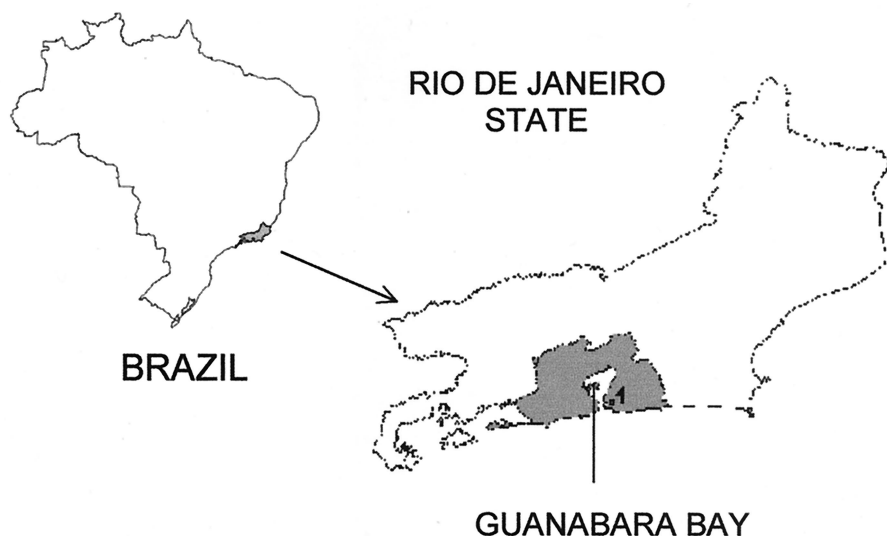 RIO DE JANEIRO
STATE
BRAZIL
1
GUANABARA BAY